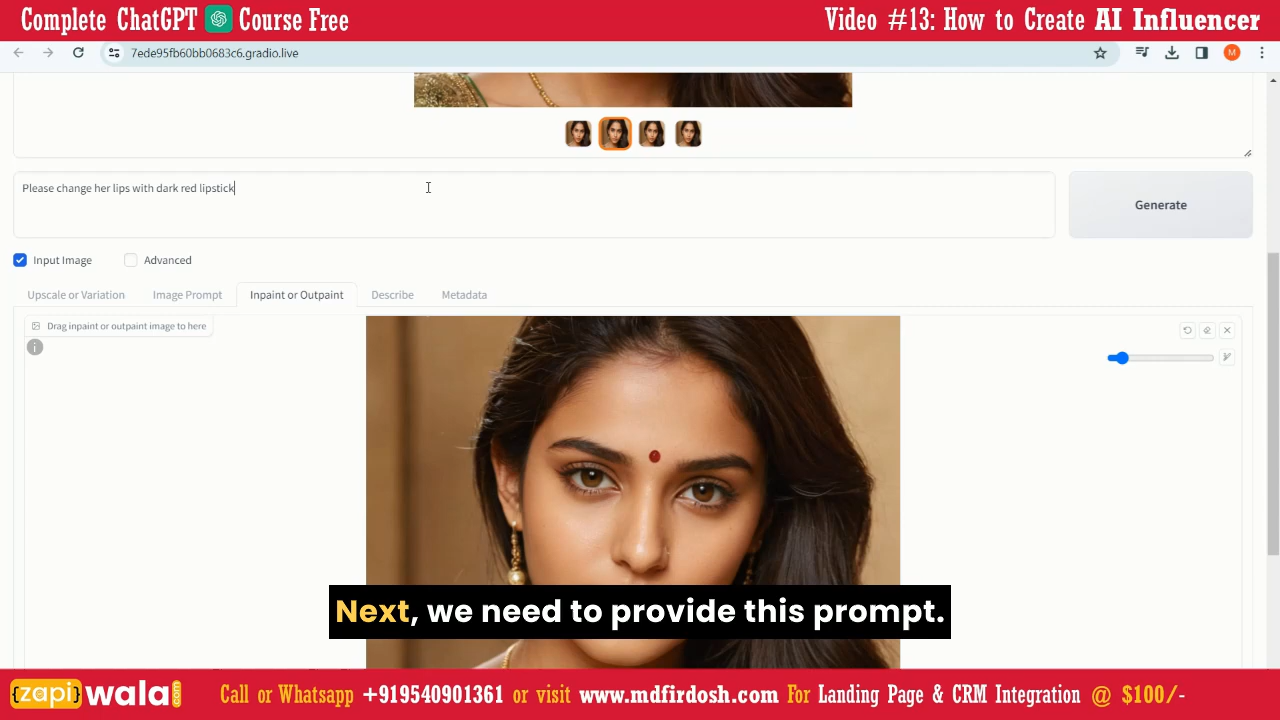 Complete ChatGPT Course Free
Video #13: How to Create AI Influencer
7ede95fb60bb0683c6.gradio.live
M
Please change her lips with dark red lipstick
Generate
Input Image
Advanced
Upscale or Variation
Image Prompt
Inpaint or Outpaint
Describe
Metadata
Drag inpaint or outpaint image to here
Next, we need to provide this prompt.
{zapi}wala.com
Call or Whatsapp +919540901361 or visit www.mdfirdosh.com For Landing Page & CRM Integration @ $100/-